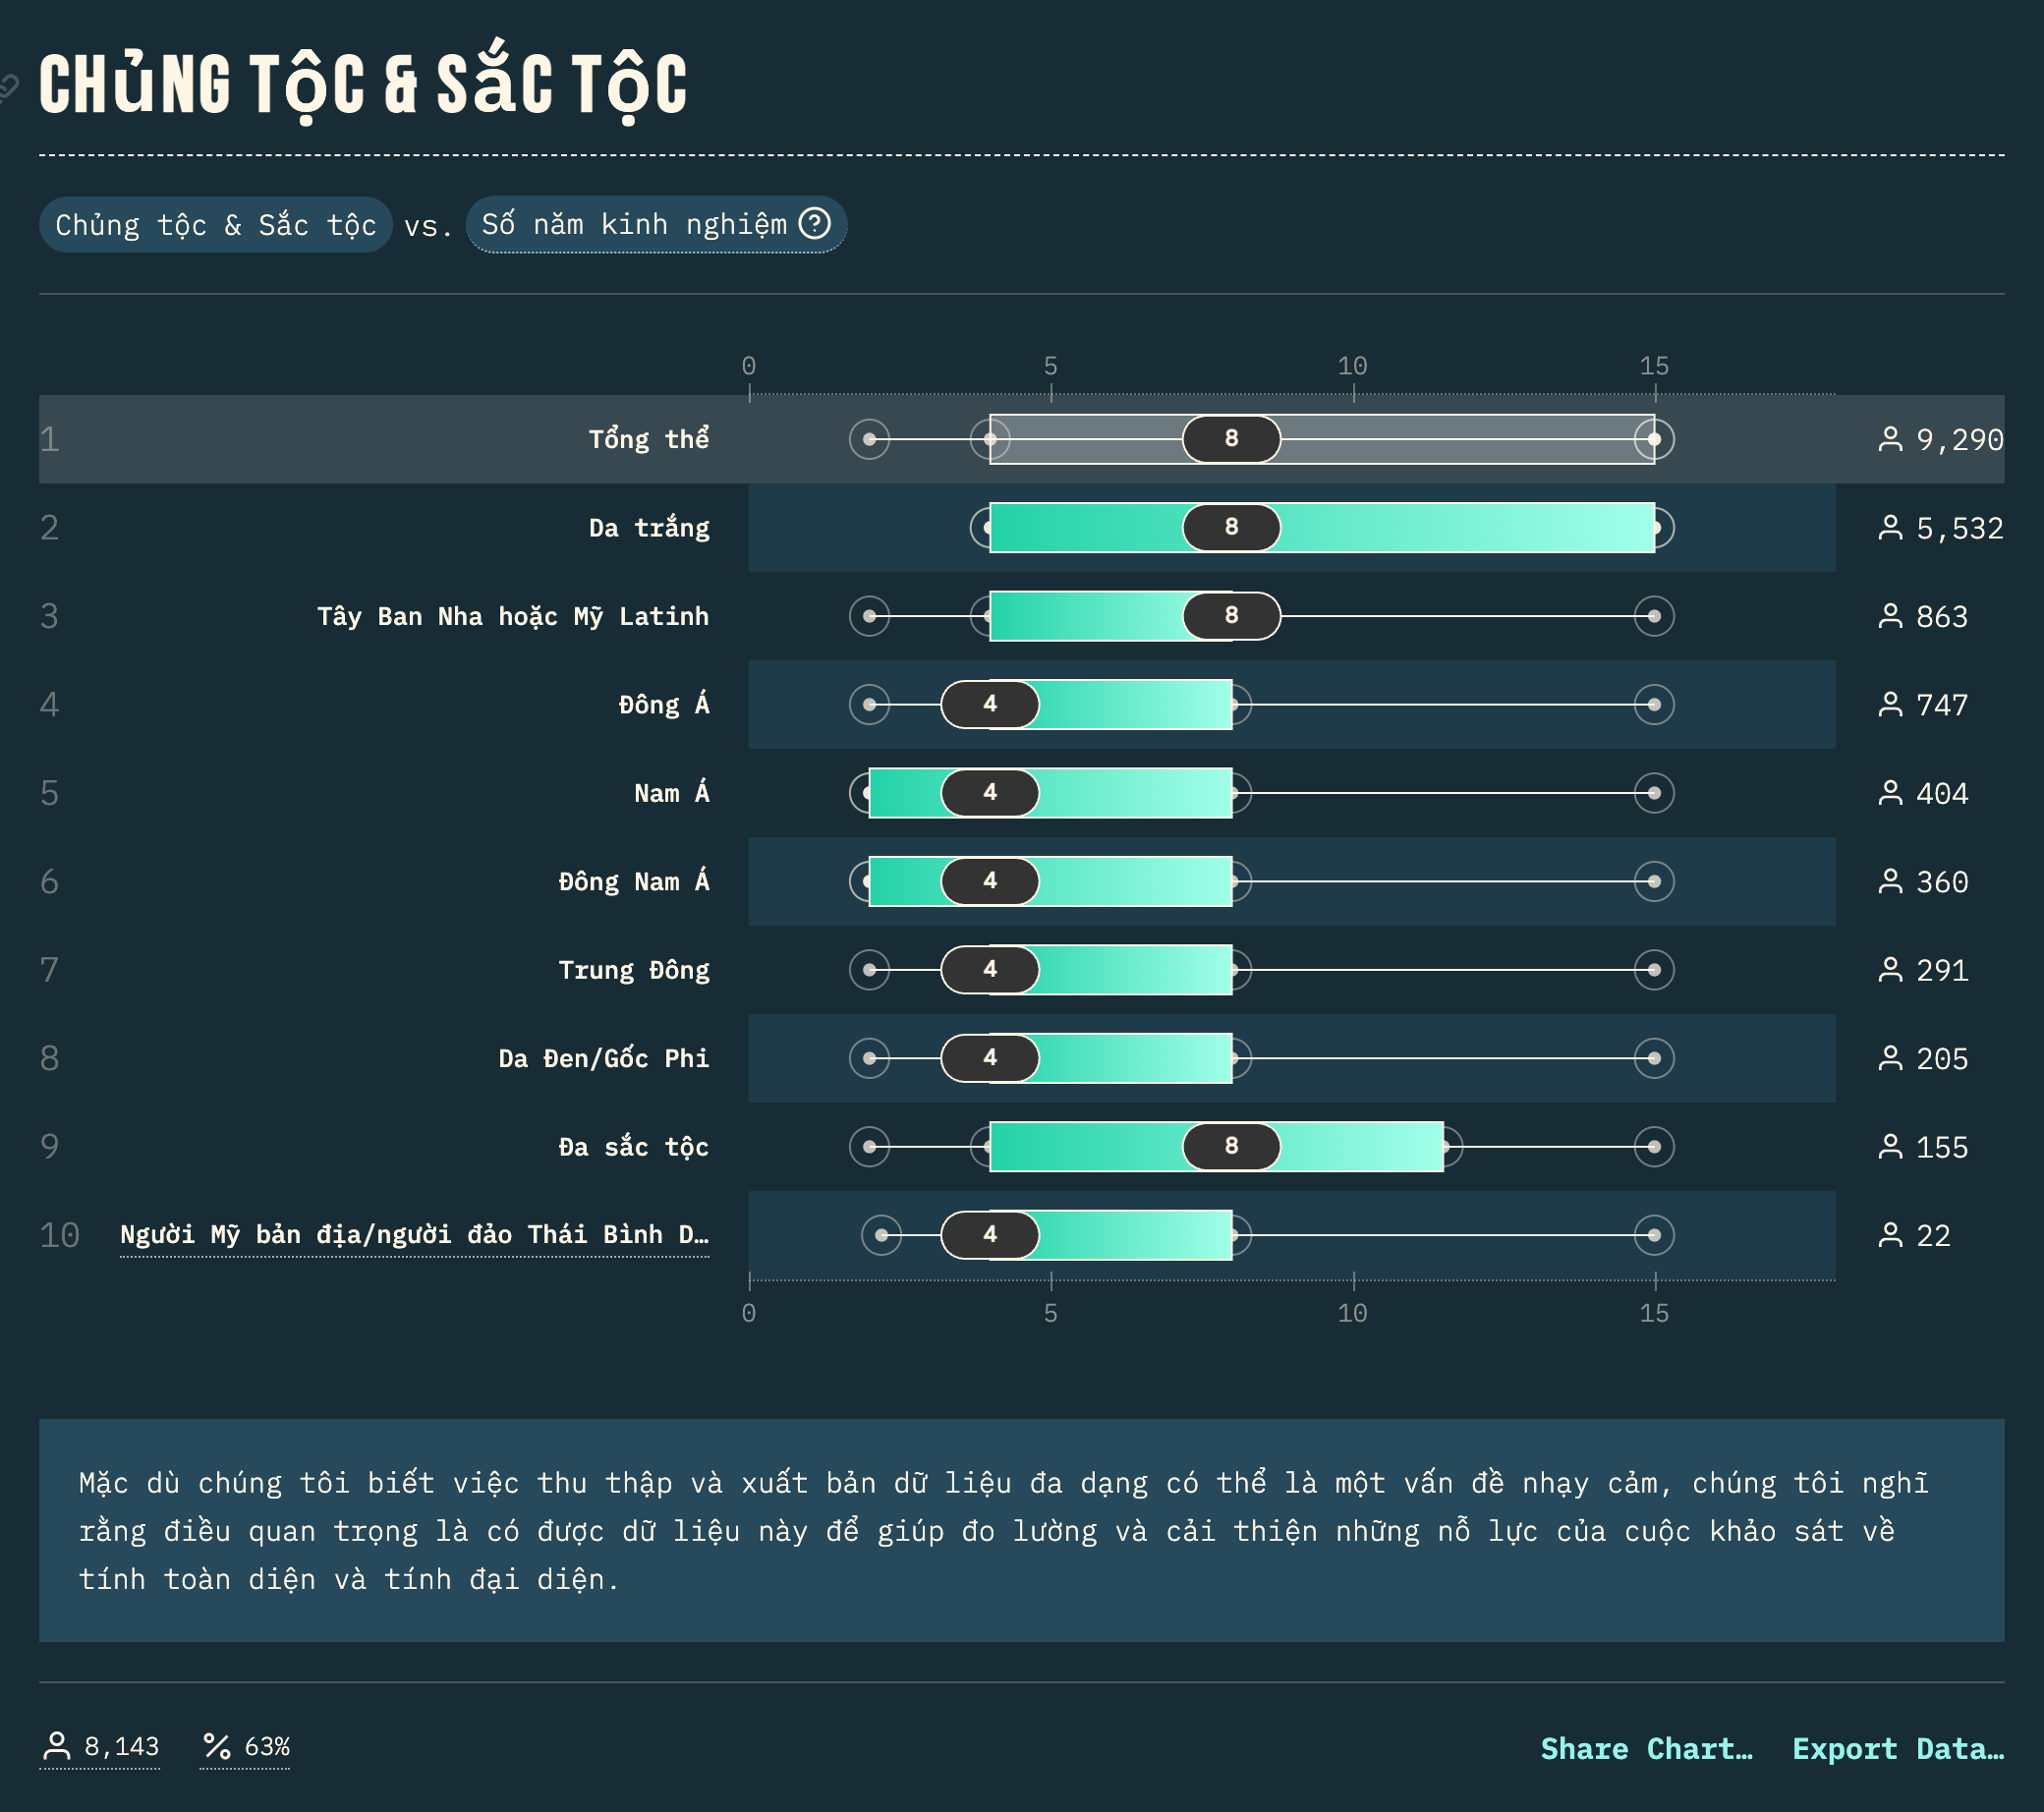 CHỦNG TỘC & SẮC TỘC
Chủng tộc & Sắc tộc vs. Số năm kinh nghiệm ?
0 5 10 15
1 Tổng thể 8 9,290
2 Da trắng 8 5,532
3 Tây Ban Nha hoặc Mỹ Latinh 8 863
4 Đông Á 4 747
5 Nam Á 4 404
6 Đông Nam Á 4 360
7 Trung Đông 4 291
8 Da Đen/Gốc Phi 4 205
9 Đa sắc tộc 8 155
10 Người Mỹ bản địa/người đảo Thái Bình D… 4 22
0 5 10 15
Mặc dù chúng tôi biết việc thu thập và xuất bản dữ liệu đa dạng có thể là một vấn đề nhạy cảm, chúng tôi nghĩ
rằng điều quan trọng là có được dữ liệu này để giúp đo lường và cải thiện những nỗ lực của cuộc khảo sát về
tính toàn diện và tính đại diện.
8,143 % 63% Share Chart… Export Data…